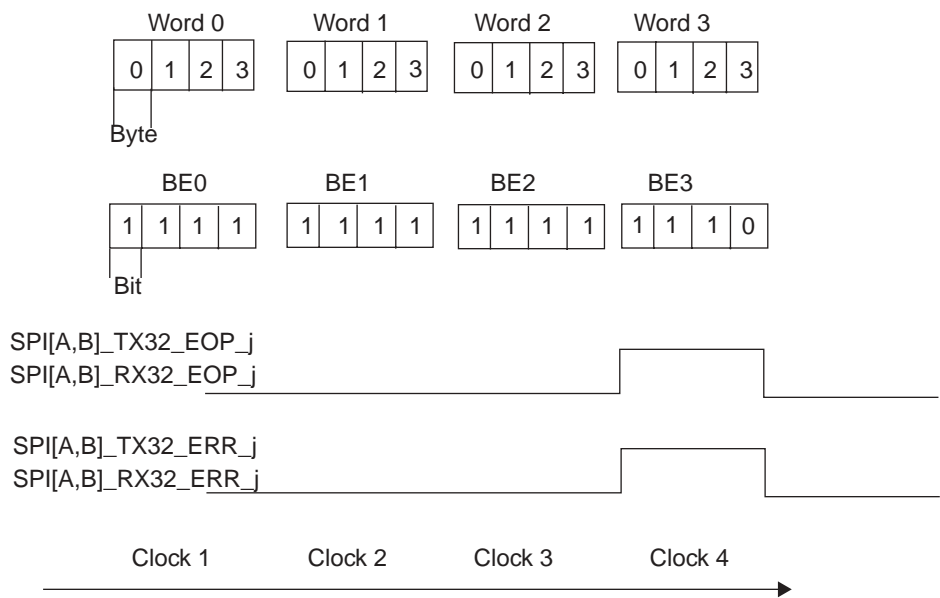 Word 0 Word 1 Word 2 Word 3
0 1 2 3 0 1 2 3 0 1 2 3 0 1 2 3
Byte
BE0 BE1 BE2 BE3
1 1 1 1 1 1 1 1 1 1 1 1 1 1 1 0
Bit
SPI[A,B]_TX32_EOP_j
SPI[A,B]_RX32_EOP_j
SPI[A,B]_TX32_ERR_j
SPI[A,B]_RX32_ERR_j
Clock 1 Clock 2 Clock 3 Clock 4